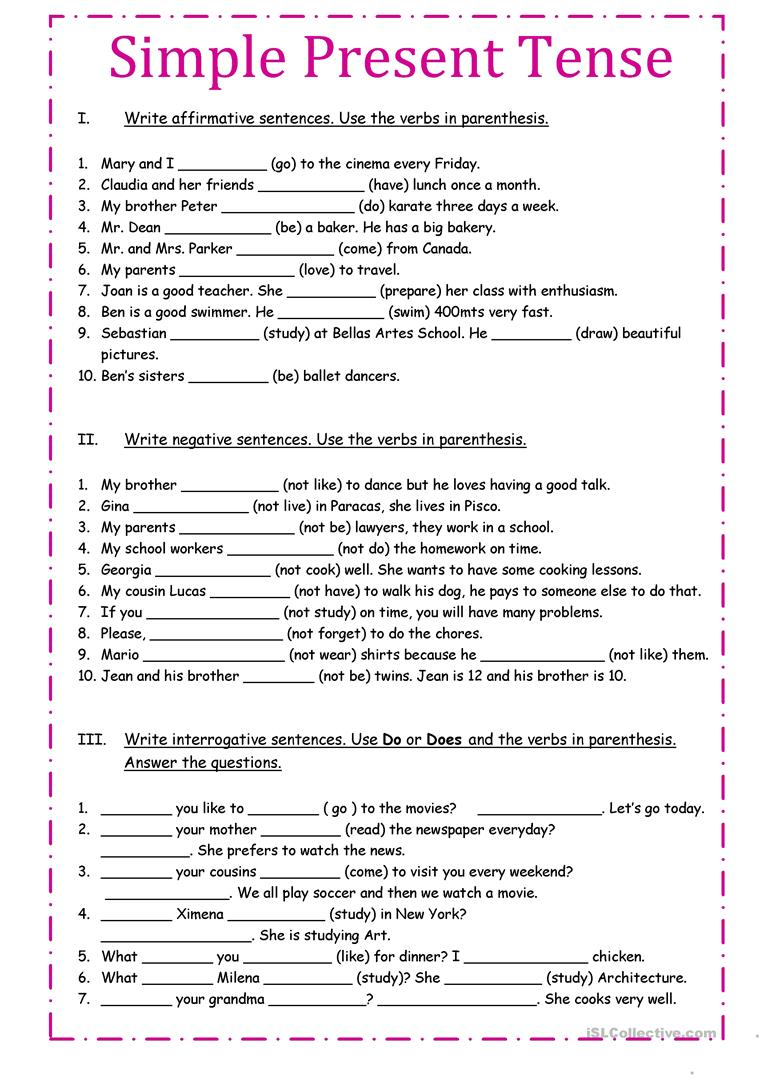 Simple Present Tense
I. Write affirmative sentences. Use the verbs in parenthesis.
1. Mary and I ___________ (go) to the cinema every Friday.
2. Claudia and her friends _____________ (have) lunch once a month.
3. My brother Peter ________________ (do) karate three days a week.
4. Mr. Dean _____________ (be) a baker. He has a big bakery.
5. Mr. and Mrs. Parker ____________ (come) from Canada.
6. My parents ______________ (love) to travel.
7. Joan is a good teacher. She ___________ (prepare) her class with enthusiasm.
8. Ben is a good swimmer. He _____________ (swim) 400mts very fast.
9. Sebastian ___________ (study) at Bellas Artes School. He __________ (draw) beautiful
pictures.
10. Ben's sisters __________ (be) ballet dancers.
II. Write negative sentences. Use the verbs in parenthesis.
1. My brother ____________ (not like) to dance but he loves having a good talk.
2. Gina ______________ (not live) in Paracas, she lives in Pisco.
3. My parents ______________ (not be) lawyers, they work in a school.
4. My school workers _____________ (not do) the homework on time.
5. Georgia ______________ (not cook) well. She wants to have some cooking lessons.
6. My cousin Lucas __________ (not have) to walk his dog, he pays to someone else to do that.
7. If you ________________ (not study) on time, you will have many problems.
8. Please, ________________ (not forget) to do the chores.
9. Mario _________________ (not wear) shirts because he _______________ (not like) them.
10. Jean and his brother _________ (not be) twins. Jean is 12 and his brother is 10.
III. Write interrogative sentences. Use Do or Does and the verbs in parenthesis.
Answer the questions.
1. _________ you like to _________ ( go ) to the movies? _______________. Let's go today.
2. _________ your mother __________ (read) the newspaper everyday?
___________. She prefers to watch the news.
3. _________ your cousins __________ (come) to visit you every weekend?
_______________. We all play soccer and then we watch a movie.
4. _________ Ximena ____________ (study) in New York?
__________________. She is studying Art.
5. What _________ you ___________ (like) for dinner? I _______________ chicken.
6. What _________ Milena ___________ (study)? She ____________ (study) Architecture.
7. _________ your grandma ____________? ___________________. She cooks very well.
iSLCollective.com